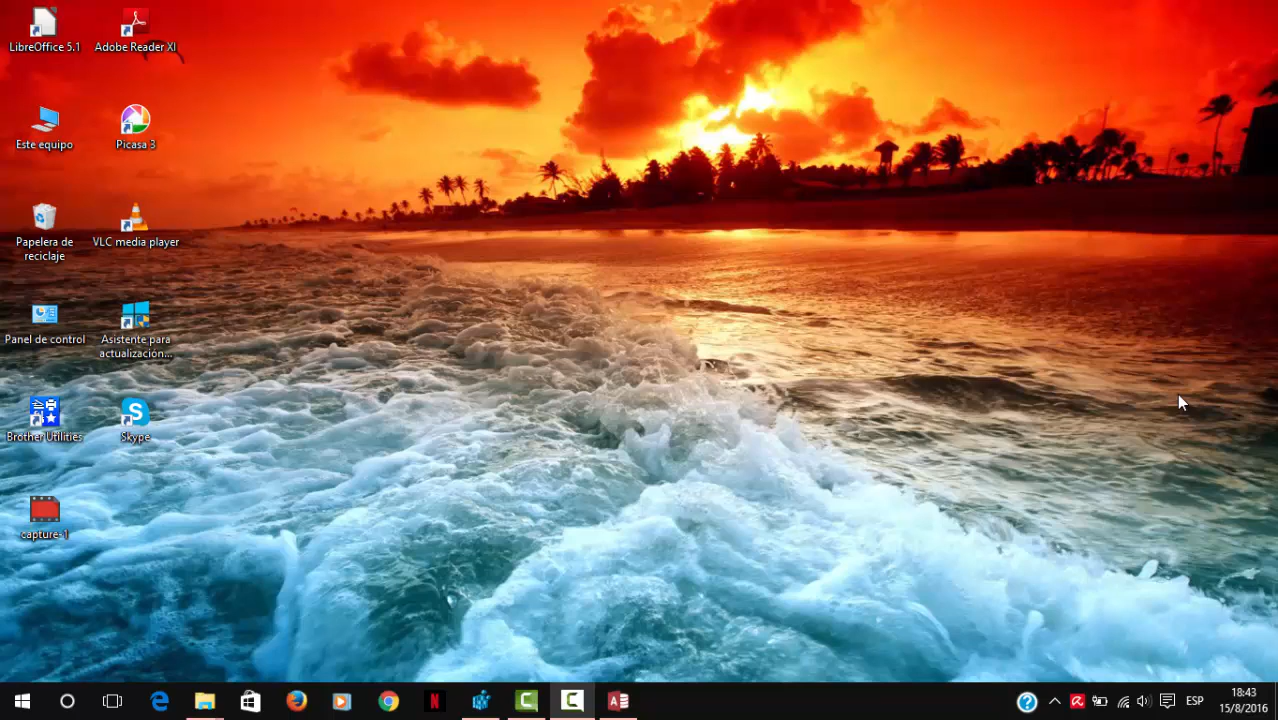 LibreOffice 5.1
Adobe Reader XI
Este equipo
Picasa 3
Papelera de
reciclaje
VLC media player
Panel de control
Asistente para
actualización...
Brother Utilities
Skype
capture-1
ESP
18:43
15/8/2016